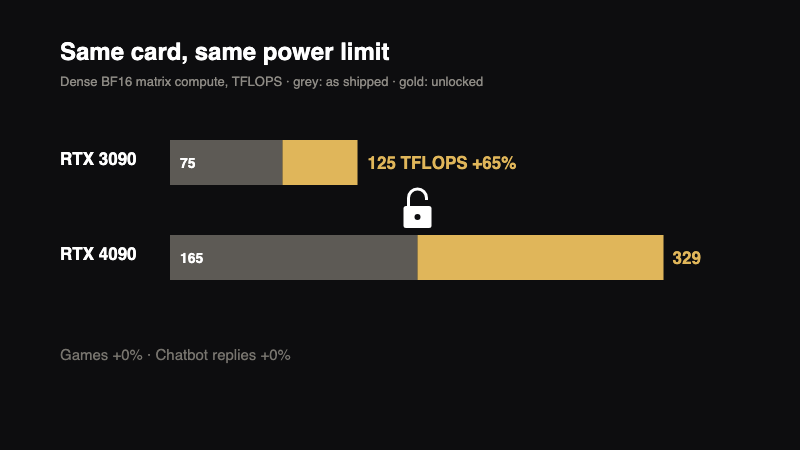 Same card, same power limit
Dense BF16 matrix compute, TFLOPS · grey: as shipped · gold: unlocked
RTX 3090
75
125 TFLOPS +65%
RTX 4090
165
329
Games +0% · Chatbot replies +0%